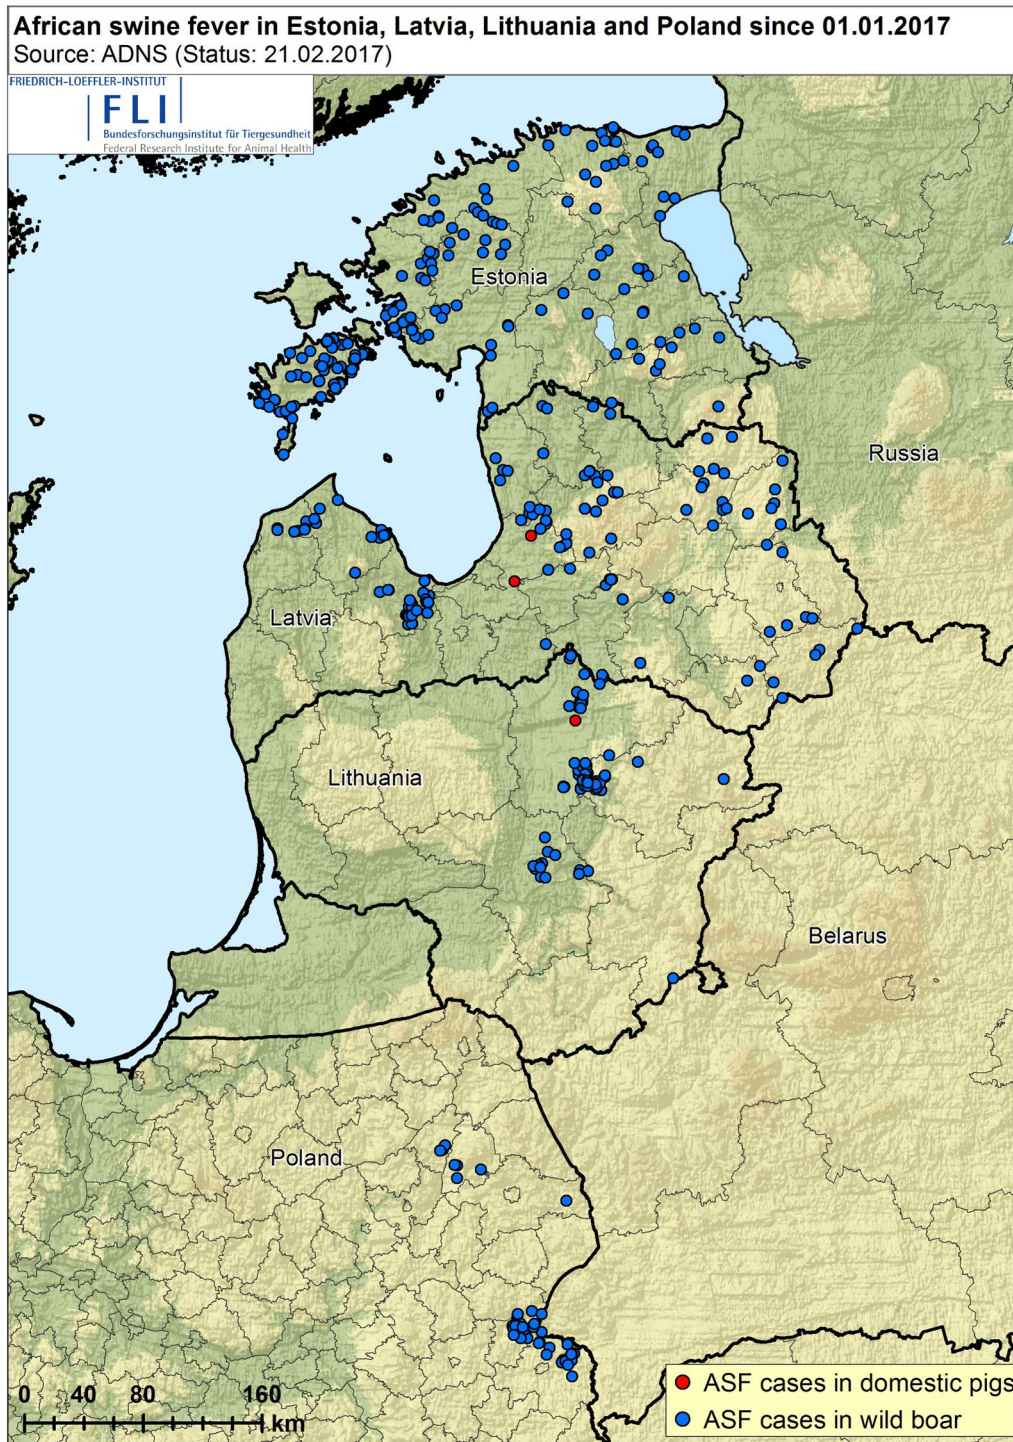 African swine fever in Estonia, Latvia, Lithuania and Poland since 01.01.2017
Source: ADNS (Status: 21.02.2017)
FRIEDRICH-LOEFFLER-INSTITUT
FLI
Bundesforschungsinstitut für Tiergesundheit
Federal Research Institute for Animal Health
Estonia
Russia
Latvia
Lithuania
Belarus
Poland
ASF cases in domestic pigs
ASF cases in wild boar
0 40 80 160
km